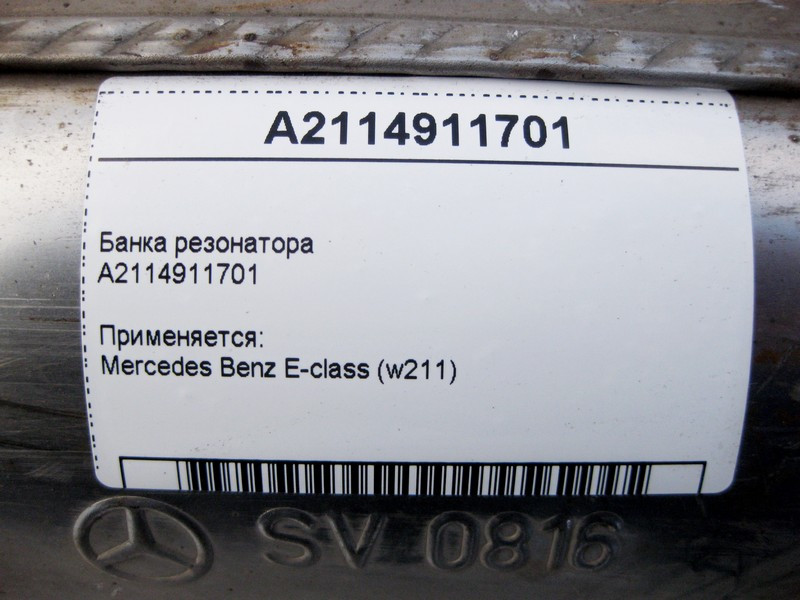 A2114911701
Банка резонатора
A2114911701
Применяется:
Mercedes Benz E-class (w211)
SV 0816